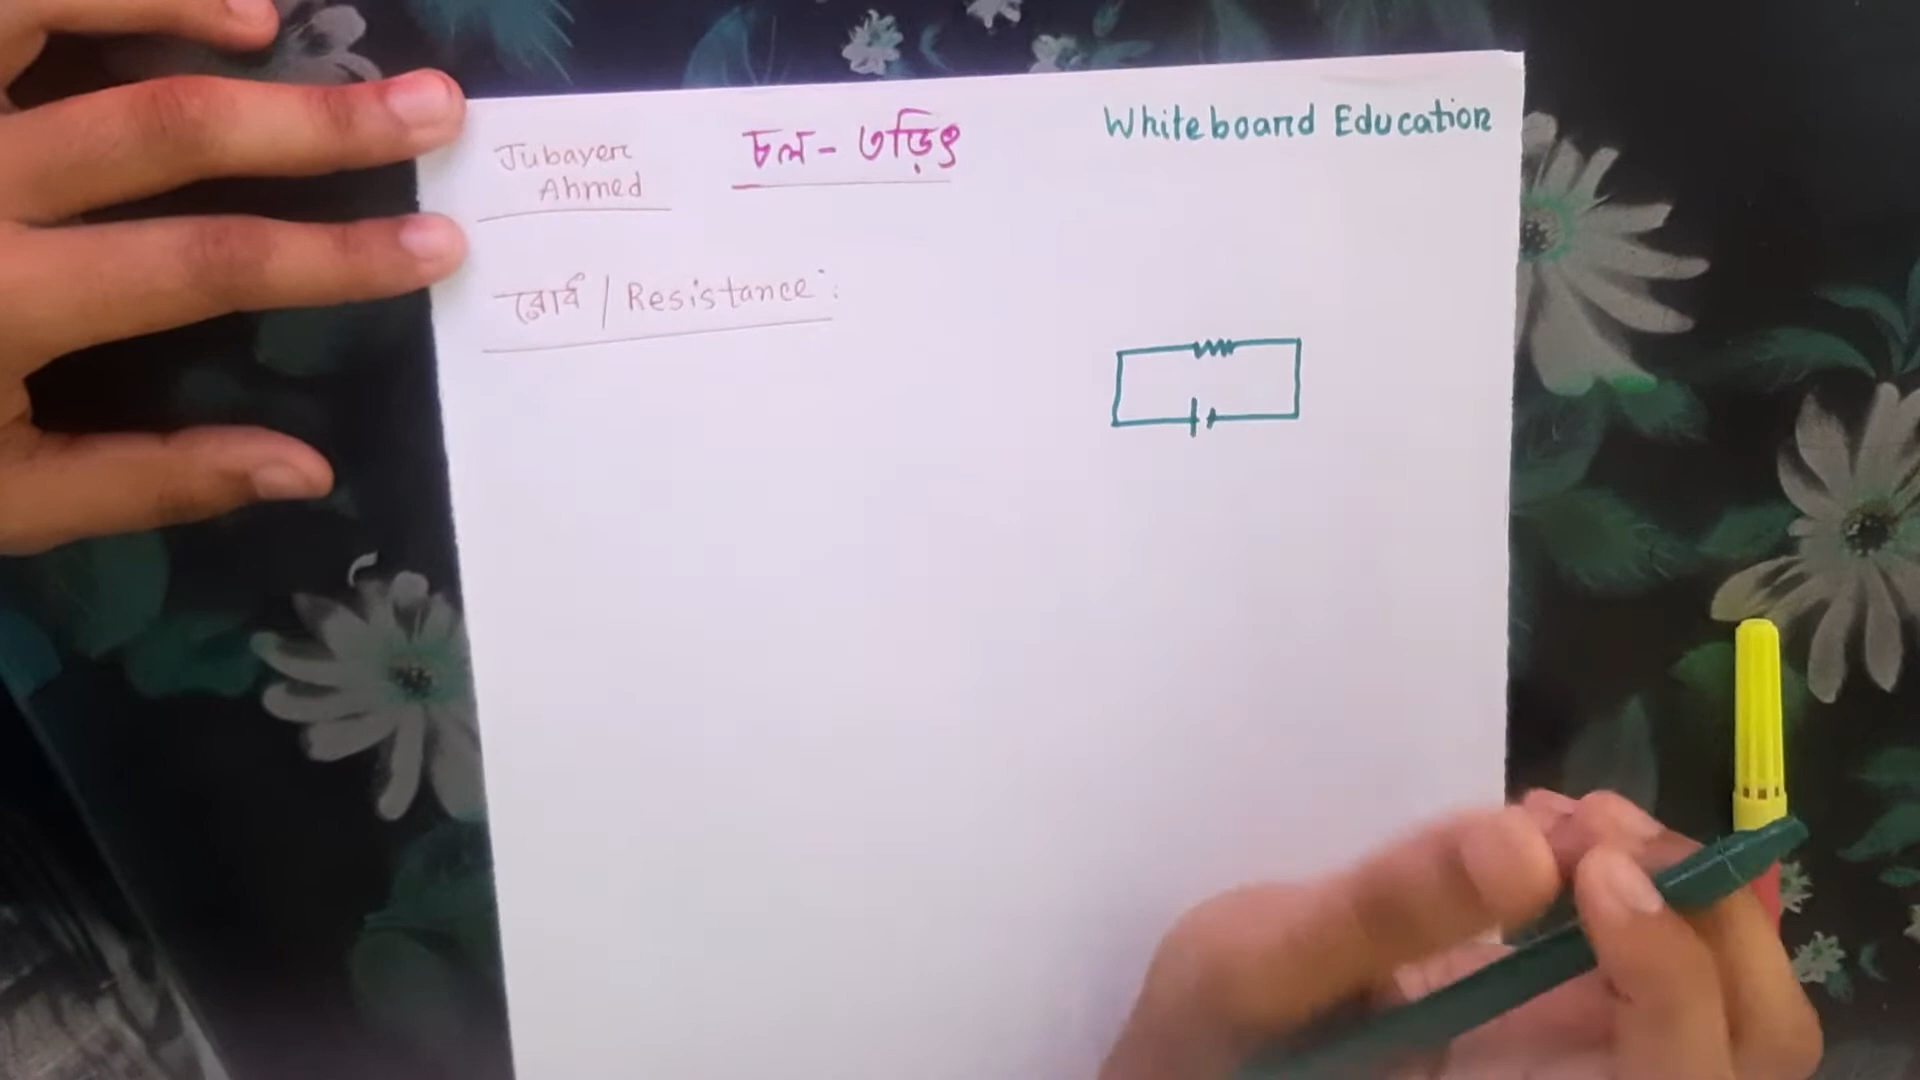 Jubayer
Ahmed
চল-তড়িৎ
Whiteboard Education
রোধ / Resistance: